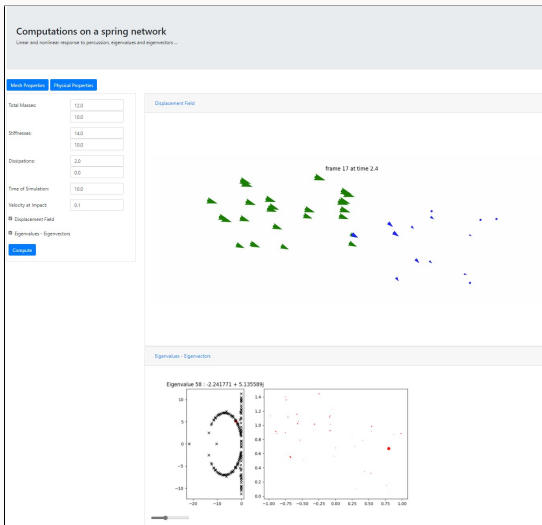 Computations on a spring network
Linear and nonlinear response to percussion, eigenvalues and eigenvectors ...
Mesh Properties Physical Properties
Total Masses: 12.0
10.0
Stiffnesses: 14.0
10.0
Dissipations: 2.0
0.0
Time of Simulation: 10.0
Velocity at Impact: 0.1
Displacement Field
Eigenvalues - Eigenvectors
Compute
Displacement Field
frame 17 at time 2.4
Eigenvalues - Eigenvectors
Eigenvalue 58 : -2.241771 + 5.135589j
10
5
0
−5
−10
−20 −10 0
1.4
1.2
1.0
0.8
0.6
0.4
0.2
0.0
−1.00 −0.75 −0.50 −0.25 0.00 0.25 0.50 0.75 1.00